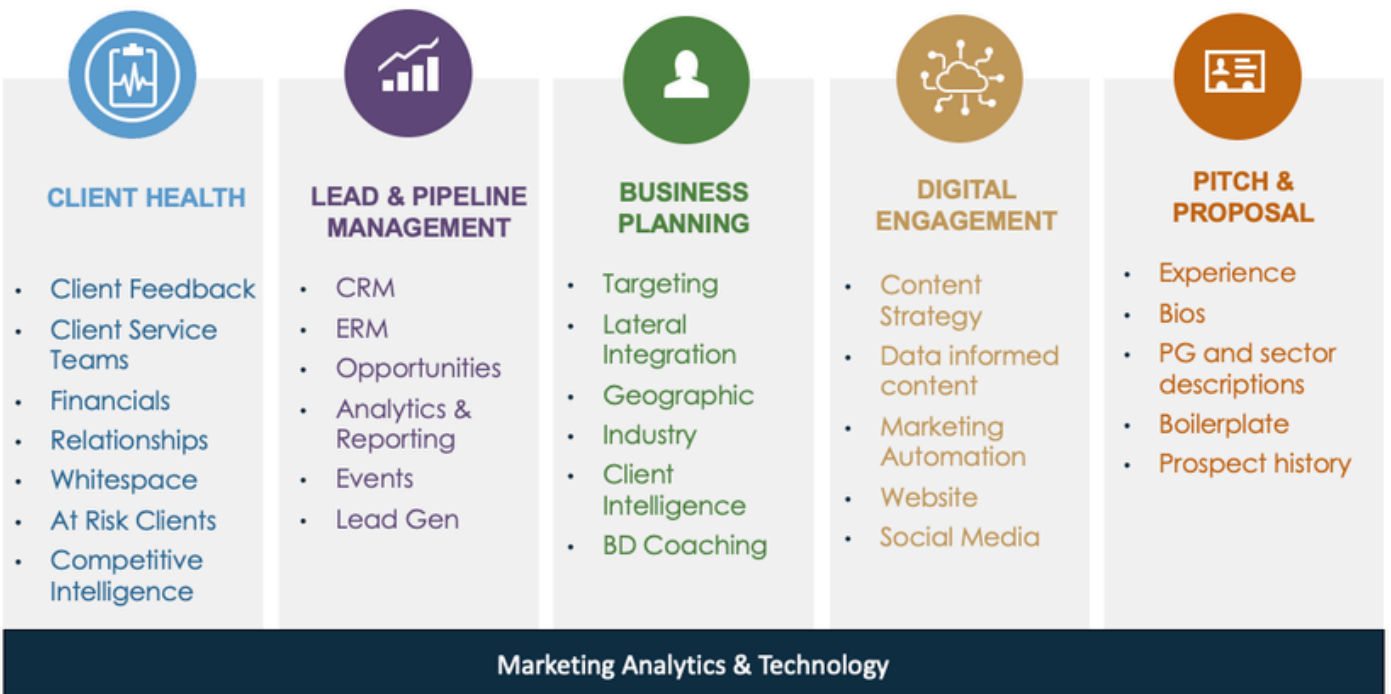 CLIENT HEALTH
• Client Feedback
• Client Service
Teams
• Financials
• Relationships
• Whitespace
• At Risk Clients
• Competitive
Intelligence
LEAD & PIPELINE
MANAGEMENT
• CRM
• ERM
• Opportunities
• Analytics &
Reporting
• Events
• Lead Gen
BUSINESS
PLANNING
• Targeting
• Lateral
Integration
• Geographic
• Industry
• Client
Intelligence
• BD Coaching
DIGITAL
ENGAGEMENT
• Content
Strategy
• Data informed
content
• Marketing
Automation
• Website
• Social Media
PITCH &
PROPOSAL
• Experience
• Bios
• PG and sector
descriptions
• Boilerplate
• Prospect history
Marketing Analytics & Technology